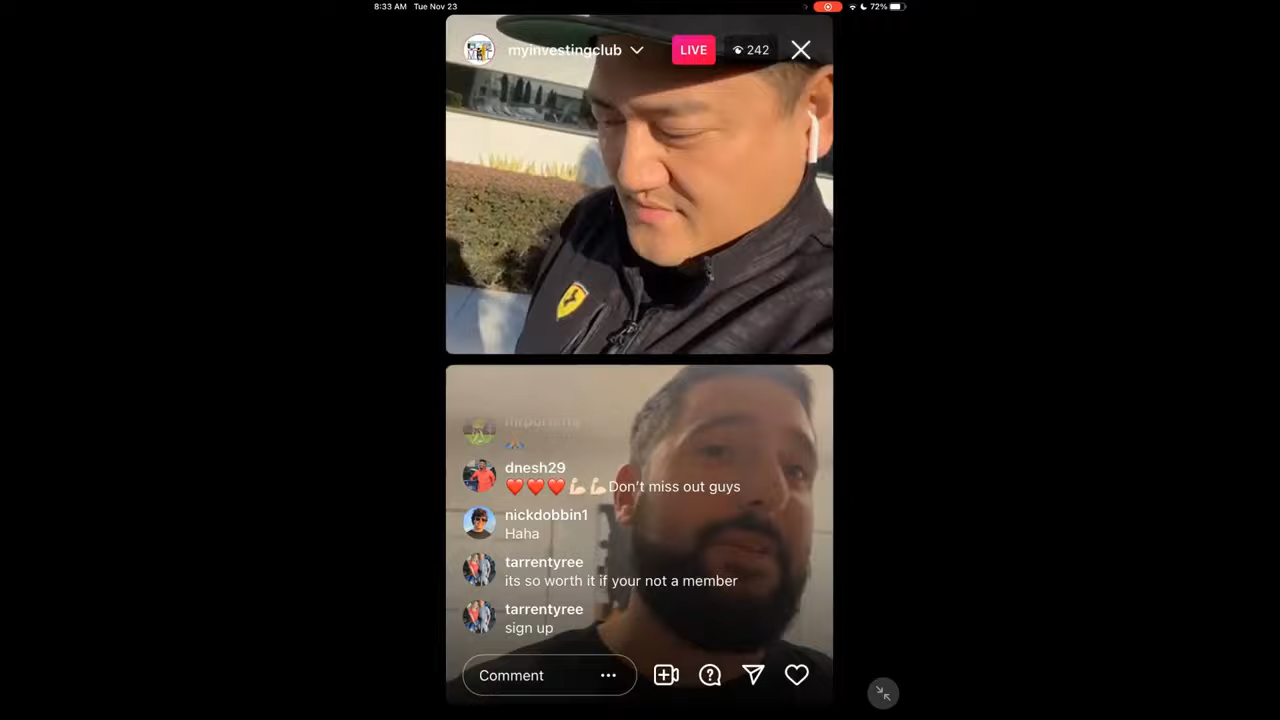 8:33 AM Tue Nov 23
72%
myinvestingclub
LIVE
242
dnesh29
❤️❤️❤️💪🏻💪🏻Don't miss out guys
nickdobbin1
Haha
tarrentyree
its so worth it if your not a member
tarrentyree
sign up
Comment